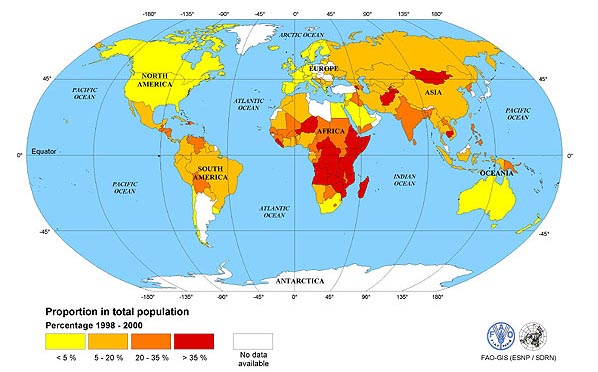 -135° -90° -45° 0° 45° 90° 135°
ARCTIC OCEAN
45° 45°
NORTH
AMERICA
EUROPE
ASIA
PACIFIC
OCEAN
ATLANTIC
OCEAN
PACIFIC
OCEAN
AFRICA
Equator
0° 0°
SOUTH
AMERICA
OCEANIA
PACIFIC
OCEAN
INDIAN
OCEAN
ATLANTIC
OCEAN
-45° -45°
ANTARCTICA
-180° -135° -90° -45° 0° 45° 90° 135° 180°
Proportion in total population
Percentage 1998 - 2000
< 5 % 5 - 20 % 20 - 35 % > 35 %
No data
available
FAO-GIS (ESNP / SDRN)